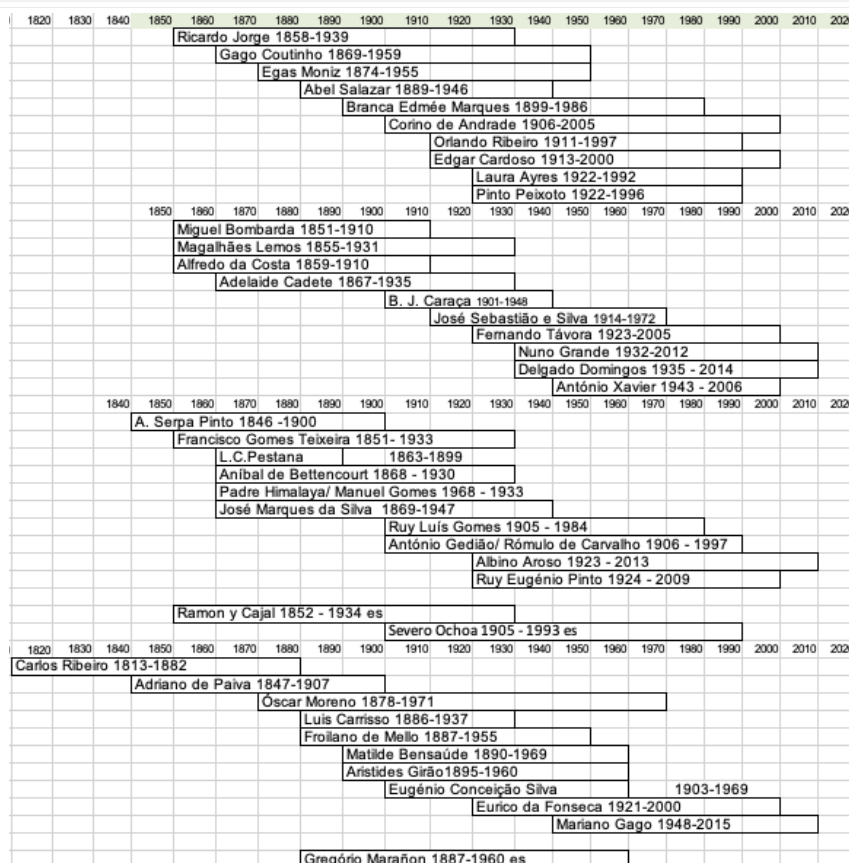 1820 1830 1840 1850 1860 1870 1880 1890 1900 1910 1920 1930 1940 1950 1960 1970 1980 1990 2000 2010 2020
Ricardo Jorge 1858-1939
Gago Coutinho 1869-1959
Egas Moniz 1874-1955
Abel Salazar 1889-1946
Branca Edmée Marques 1899-1986
Corino de Andrade 1906-2005
Orlando Ribeiro 1911-1997
Edgar Cardoso 1913-2000
Laura Ayres 1922-1992
Pinto Peixoto 1922-1996
1850 1860 1870 1880 1890 1900 1910 1920 1930 1940 1950 1960 1970 1980 1990 2000 2010 2020
Miguel Bombarda 1851-1910
Magalhães Lemos 1855-1931
Alfredo da Costa 1859-1910
Adelaide Cadete 1867-1935
B. J. Caraça 1901-1948
José Sebastião e Silva 1914-1972
Fernando Távora 1923-2005
Nuno Grande 1932-2012
Delgado Domingos 1935 - 2014
António Xavier 1943 - 2006
1840 1850 1860 1870 1880 1890 1900 1910 1920 1930 1940 1950 1960 1970 1980 1990 2000 2010 2020
A. Serpa Pinto 1846 -1900
Francisco Gomes Teixeira 1851- 1933
L.C.Pestana 1863-1899
Aníbal de Bettencourt 1868 - 1930
Padre Himalaya/ Manuel Gomes 1968 - 1933
José Marques da Silva 1869-1947
Ruy Luís Gomes 1905 - 1984
António Gedião/ Rómulo de Carvalho 1906 - 1997
Albino Aroso 1923 - 2013
Ruy Eugénio Pinto 1924 - 2009
Ramon y Cajal 1852 - 1934 es
Severo Ochoa 1905 - 1993 es
1820 1830 1840 1850 1860 1870 1880 1890 1900 1910 1920 1930 1940 1950 1960 1970 1980 1990 2000 2010 2020
Carlos Ribeiro 1813-1882
Adriano de Paiva 1847-1907
Óscar Moreno 1878-1971
Luis Carrisso 1886-1937
Froilano de Mello 1887-1955
Matilde Bensaúde 1890-1969
Aristides Girão1895-1960
Eugénio Conceição Silva 1903-1969
Eurico da Fonseca 1921-2000
Mariano Gago 1948-2015
Gregório Marañon 1887-1960 es